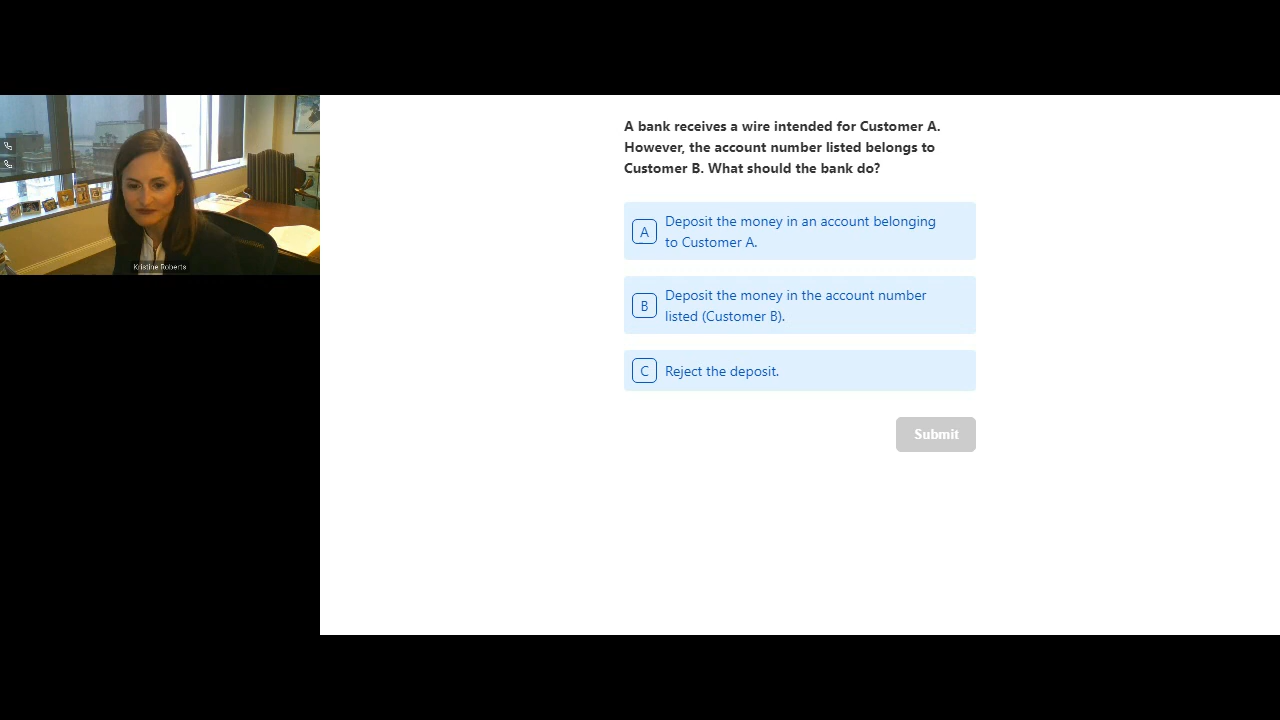 Kristine Roberts
A bank receives a wire intended for Customer A.
However, the account number listed belongs to
Customer B. What should the bank do?
A
Deposit the money in an account belonging
to Customer A.
B
Deposit the money in the account number
listed (Customer B).
C
Reject the deposit.
Submit